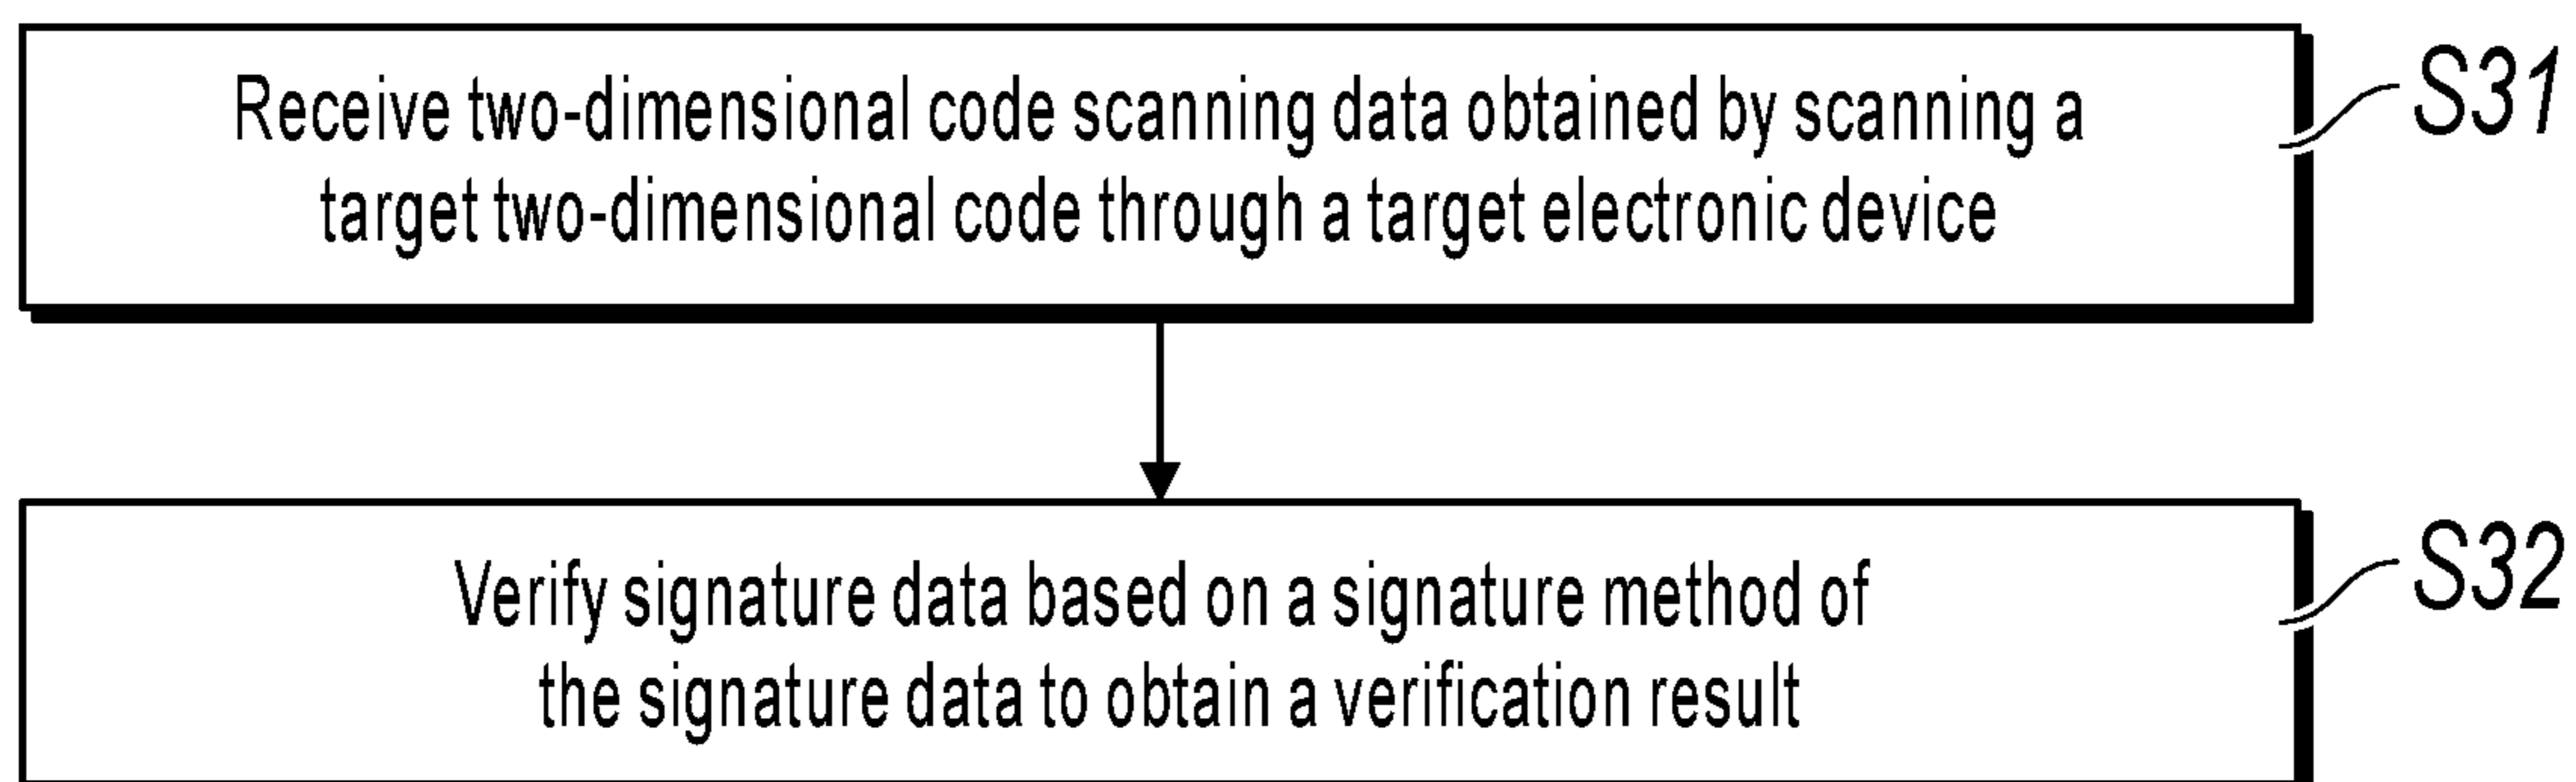 Receive two-dimensional code scanning data obtained by scanning a
target two-dimensional code through a target electronic device
S31
Verify signature data based on a signature method of
the signature data to obtain a verification result
S32